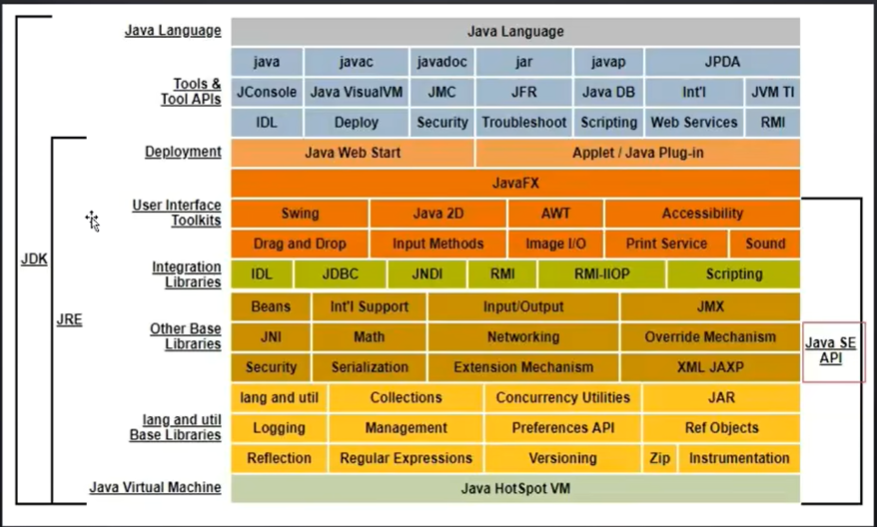 Java Language Java Language
java javac javadoc jar javap JPDA
Tools & Tool APIs
JConsole Java VisualVM JMC JFR Java DB Int'l JVM TI
IDL Deploy Security Troubleshoot Scripting Web Services RMI
Deployment Java Web Start Applet / Java Plug-in
JavaFX
User Interface Toolkits
Swing Java 2D AWT Accessibility
Drag and Drop Input Methods Image I/O Print Service Sound
JDK
Integration Libraries
IDL JDBC JNDI RMI RMI-IIOP Scripting
Beans Int'l Support Input/Output JMX
JRE
Other Base Libraries
JNI Math Networking Override Mechanism
Java SE API
Security Serialization Extension Mechanism XML JAXP
lang and util Collections Concurrency Utilities JAR
lang and util Base Libraries
Logging Management Preferences API Ref Objects
Reflection Regular Expressions Versioning Zip Instrumentation
Java Virtual Machine Java HotSpot VM